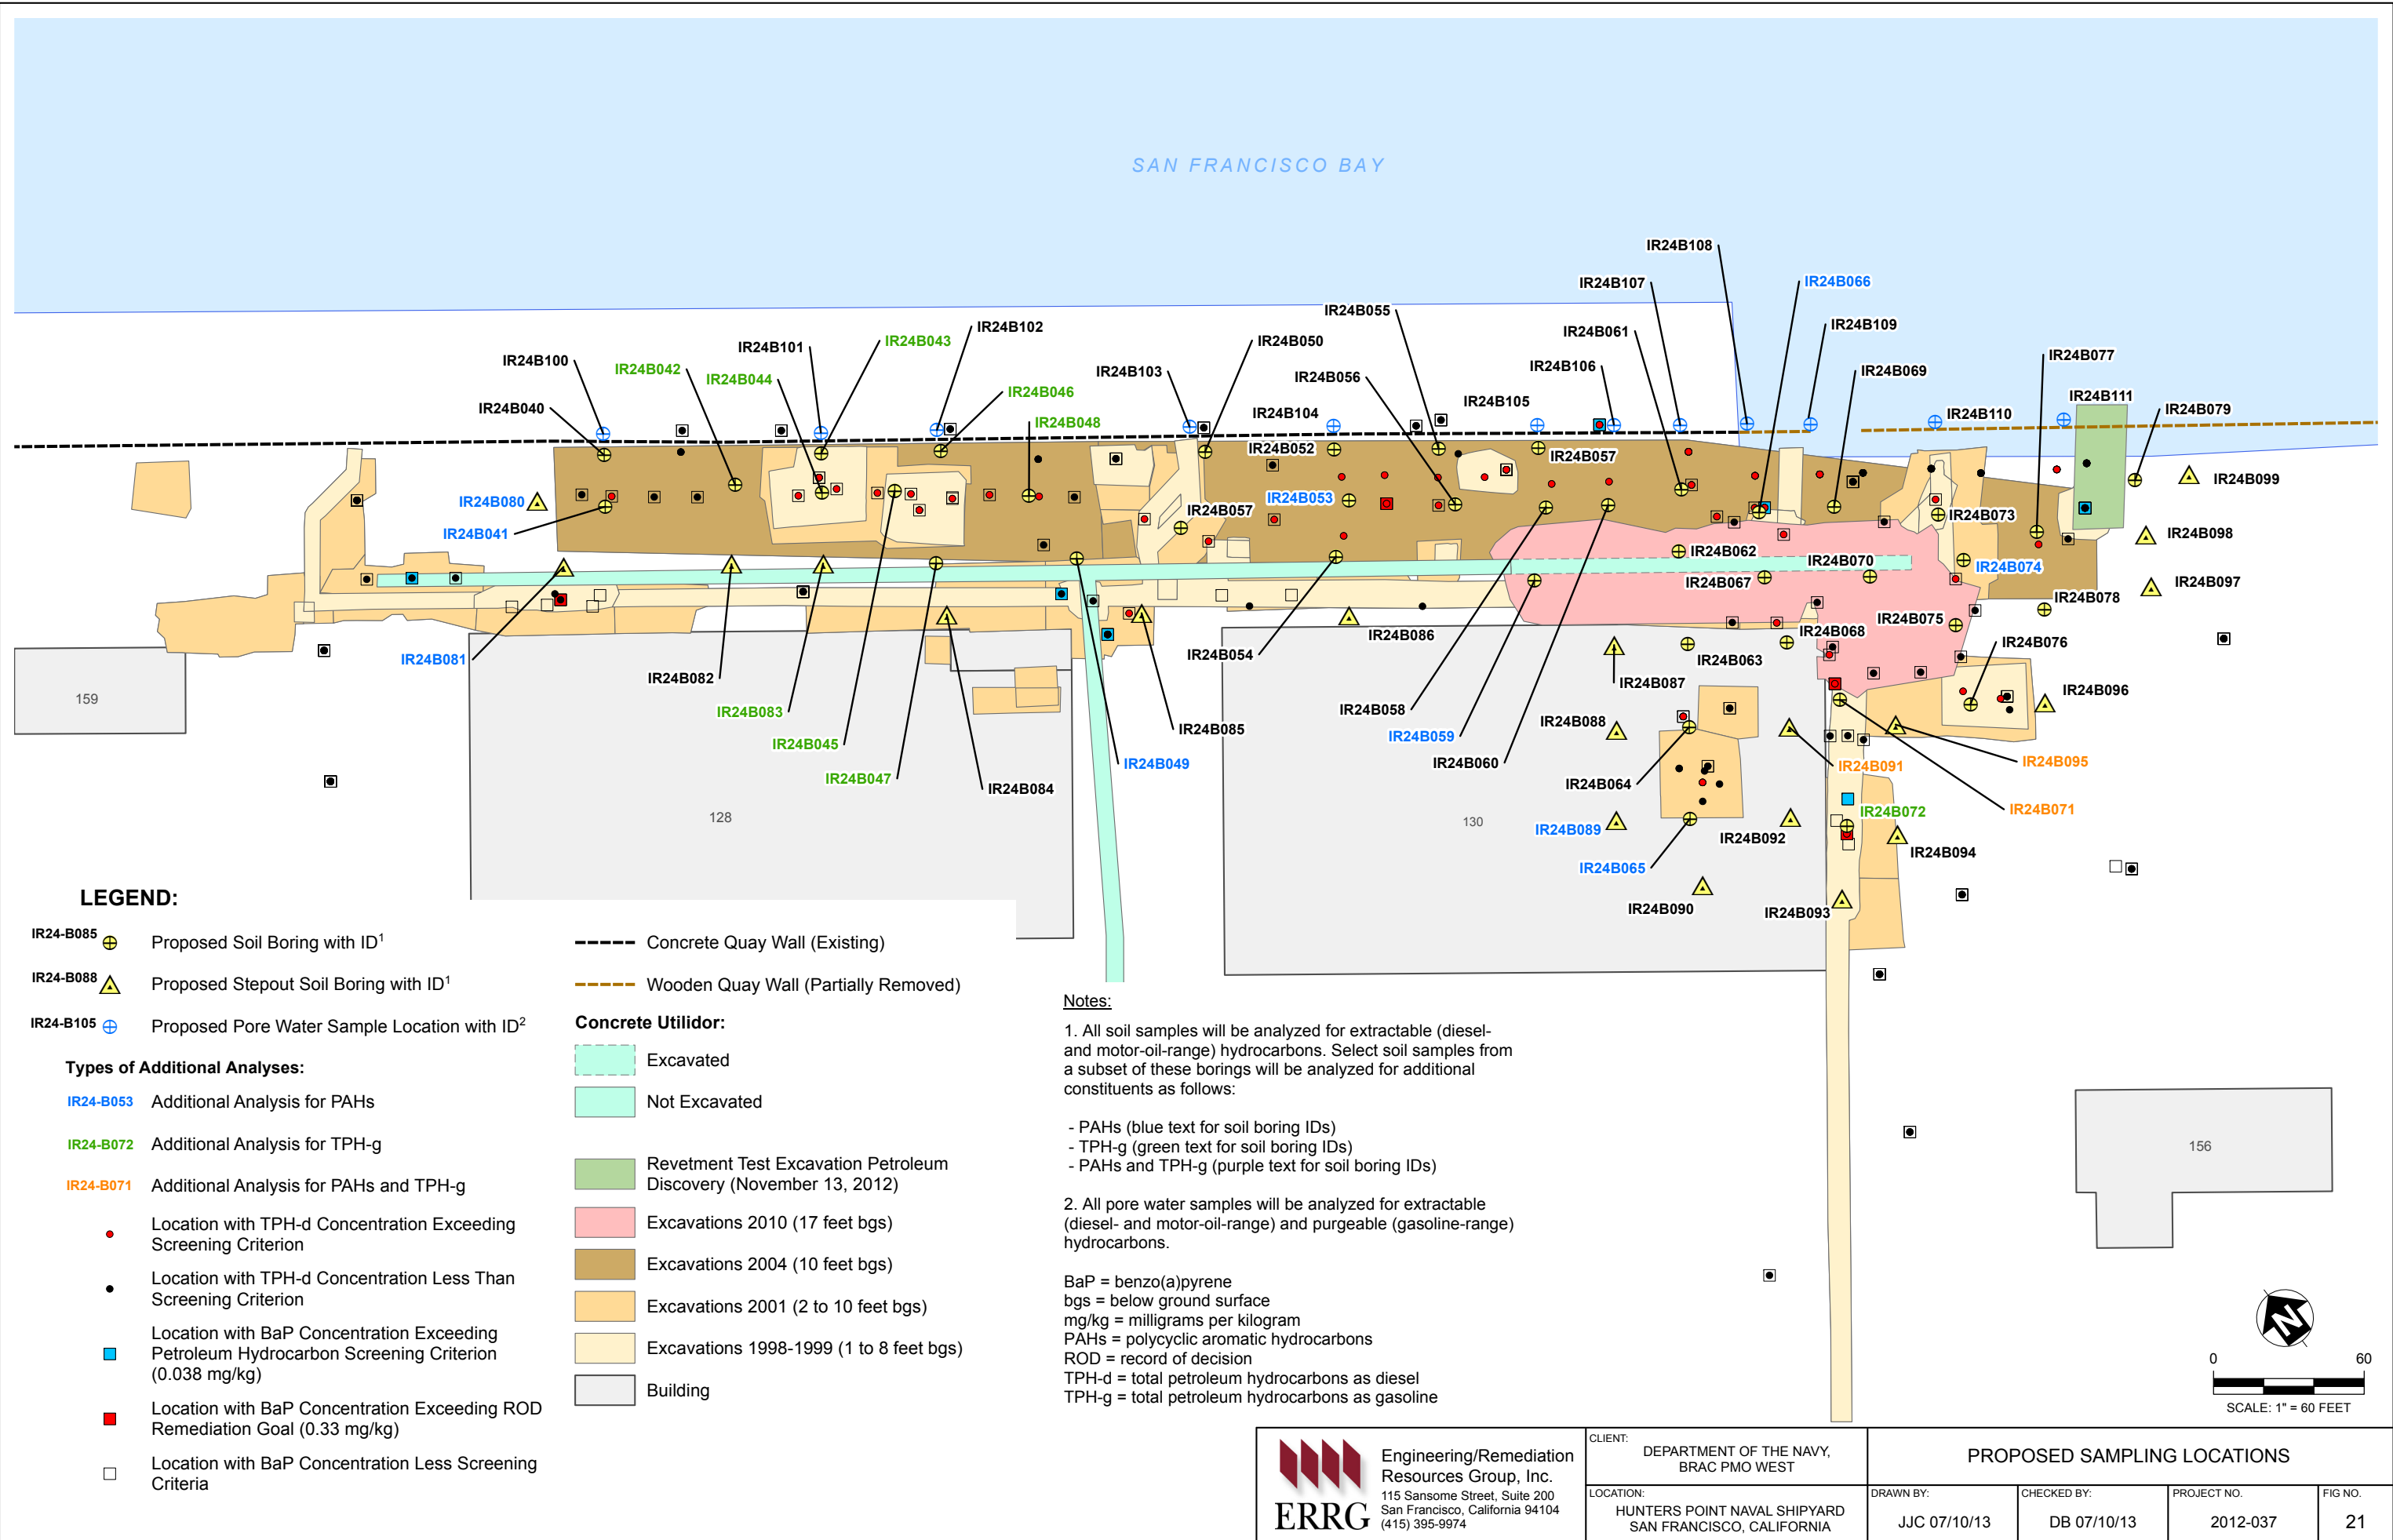 SAN FRANCISCO BAY
IR24B108
IR24B066
IR24B107
IR24B055
IR24B109
IR24B102
IR24B061
IR24B043
IR24B050
IR24B101
IR24B077
IR24B100
IR24B042
IR24B103
IR24B106
IR24B069
IR24B044
IR24B056
IR24B046
IR24B111
IR24B040
IR24B104
IR24B105
IR24B110
IR24B079
IR24B048
IR24B052
IR24B057
IR24B099
IR24B080
IR24B053
IR24B041
IR24B057
IR24B073
IR24B098
IR24B062
IR24B070
IR24B074
IR24B067
IR24B097
IR24B078
IR24B075
IR24B068
IR24B086
IR24B076
IR24B081
IR24B054
IR24B063
IR24B082
IR24B087
IR24B096
159
IR24B083
IR24B058
IR24B088
IR24B085
IR24B045
IR24B059
IR24B049
IR24B060
IR24B091
IR24B095
IR24B047
IR24B084
IR24B064
IR24B071
IR24B072
128
130
IR24B089
IR24B092
IR24B094
IR24B065
IR24B090
IR24B093
156
LEGEND:
IR24-B085
Proposed Soil Boring with ID1
IR24-B088
Proposed Stepout Soil Boring with ID1
IR24-B105
Proposed Pore Water Sample Location with ID2
Types of Additional Analyses:
IR24-B053 Additional Analysis for PAHs
IR24-B072 Additional Analysis for TPH-g
IR24-B071 Additional Analysis for PAHs and TPH-g
Location with TPH-d Concentration Exceeding
Screening Criterion
Location with TPH-d Concentration Less Than
Screening Criterion
Location with BaP Concentration Exceeding
Petroleum Hydrocarbon Screening Criterion
(0.038 mg/kg)
Location with BaP Concentration Exceeding ROD
Remediation Goal (0.33 mg/kg)
Location with BaP Concentration Less Screening
Criteria
Concrete Quay Wall (Existing)
Wooden Quay Wall (Partially Removed)
Concrete Utilidor:
Excavated
Not Excavated
Revetment Test Excavation Petroleum
Discovery (November 13, 2012)
Excavations 2010 (17 feet bgs)
Excavations 2004 (10 feet bgs)
Excavations 2001 (2 to 10 feet bgs)
Excavations 1998-1999 (1 to 8 feet bgs)
Building
Notes:
1. All soil samples will be analyzed for extractable (diesel-
and motor-oil-range) hydrocarbons. Select soil samples from
a subset of these borings will be analyzed for additional
constituents as follows:
- PAHs (blue text for soil boring IDs)
- TPH-g (green text for soil boring IDs)
- PAHs and TPH-g (purple text for soil boring IDs)
2. All pore water samples will be analyzed for extractable
(diesel- and motor-oil-range) and purgeable (gasoline-range)
hydrocarbons.
BaP = benzo(a)pyrene
bgs = below ground surface
mg/kg = milligrams per kilogram
PAHs = polycyclic aromatic hydrocarbons
ROD = record of decision
TPH-d = total petroleum hydrocarbons as diesel
TPH-g = total petroleum hydrocarbons as gasoline
N
0 60
SCALE: 1" = 60 FEET
ERRG
Engineering/Remediation
Resources Group, Inc.
115 Sansome Street, Suite 200
San Francisco, California 94104
(415) 395-9974
CLIENT:
DEPARTMENT OF THE NAVY,
BRAC PMO WEST
LOCATION:
HUNTERS POINT NAVAL SHIPYARD
SAN FRANCISCO, CALIFORNIA
PROPOSED SAMPLING LOCATIONS
DRAWN BY:
JJC 07/10/13
CHECKED BY:
DB 07/10/13
PROJECT NO.
2012-037
FIG NO.
21